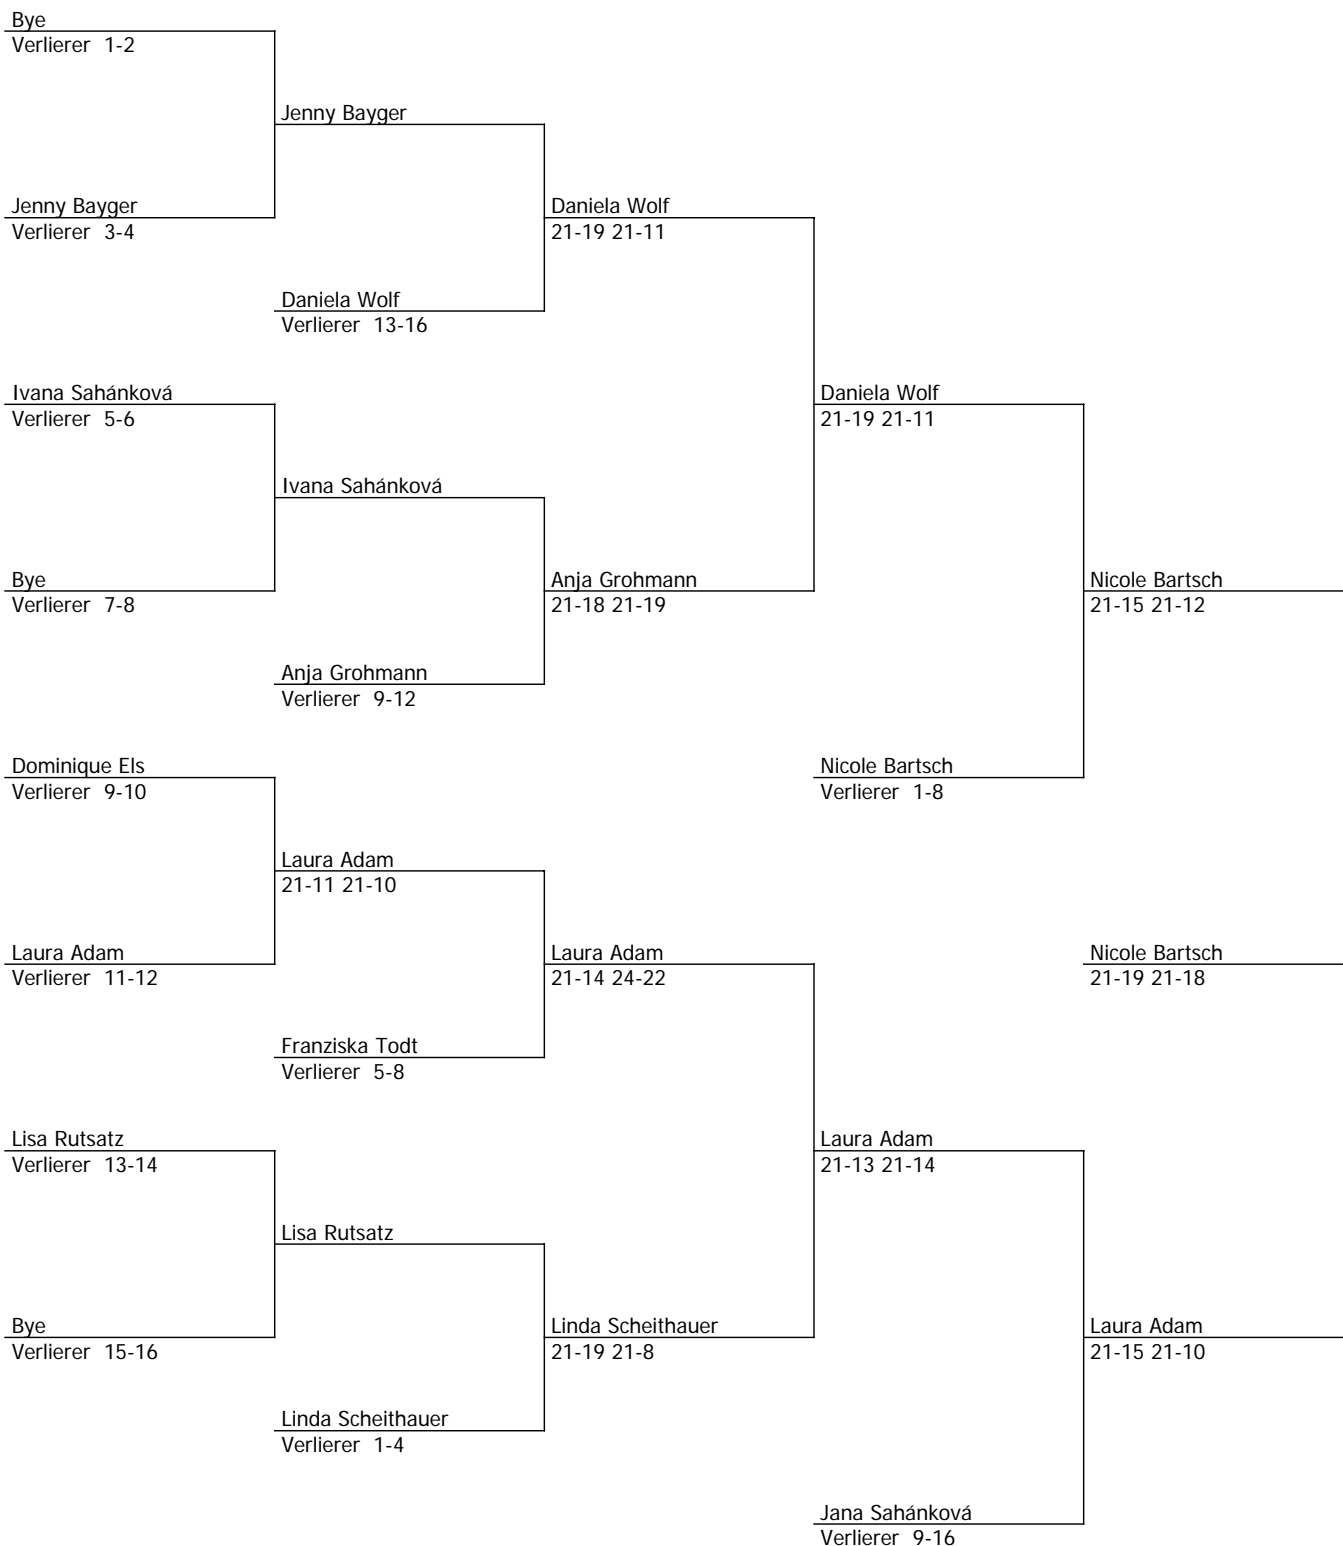 Bye
Verlierer 1-2
Jenny Bayger
Jenny Bayger
Verlierer 3-4
Daniela Wolf
21-19 21-11
Daniela Wolf
Verlierer 13-16
Ivana Sahánková
Verlierer 5-6
Daniela Wolf
21-19 21-11
Ivana Sahánková
Bye
Verlierer 7-8
Anja Grohmann
21-18 21-19
Nicole Bartsch
21-15 21-12
Anja Grohmann
Verlierer 9-12
Dominique Els
Verlierer 9-10
Nicole Bartsch
Verlierer 1-8
Laura Adam
21-11 21-10
Laura Adam
Verlierer 11-12
Laura Adam
21-14 24-22
Nicole Bartsch
21-19 21-18
Franziska Todt
Verlierer 5-8
Lisa Rutsatz
Verlierer 13-14
Laura Adam
21-13 21-14
Lisa Rutsatz
Bye
Verlierer 15-16
Linda Scheithauer
21-19 21-8
Laura Adam
21-15 21-10
Linda Scheithauer
Verlierer 1-4
Jana Sahánková
Verlierer 9-16